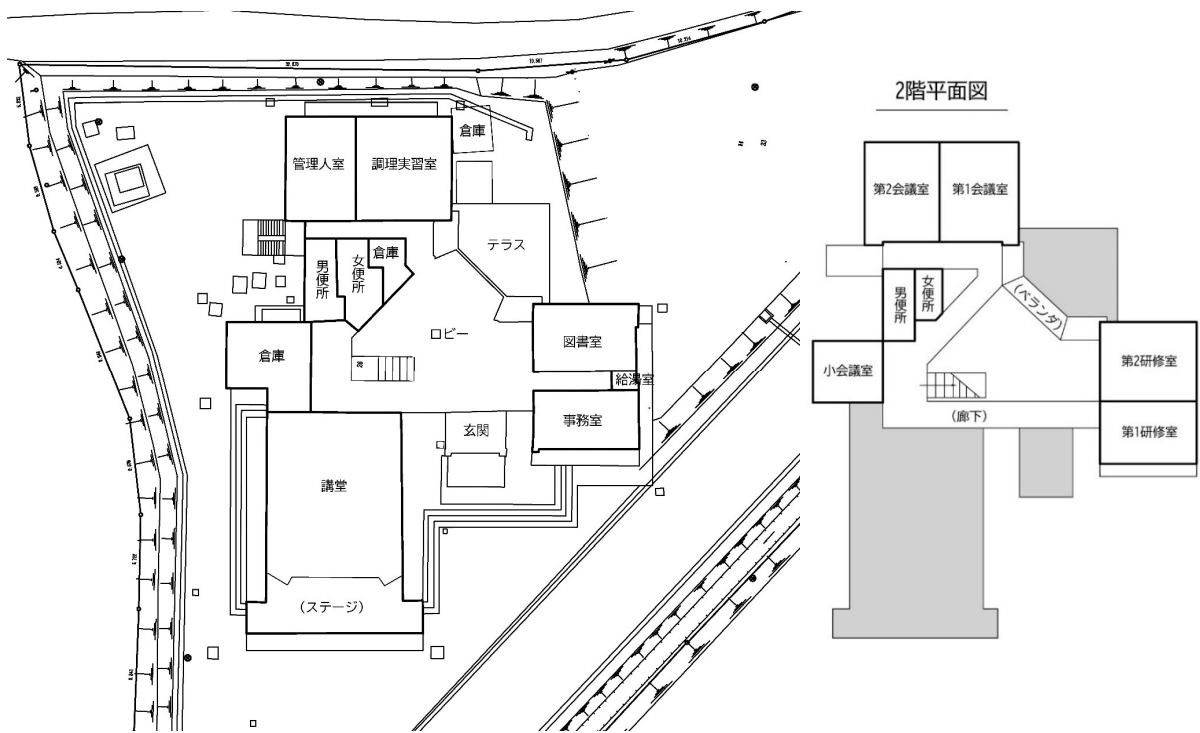 2階平面図
倉庫
管理人室
調理実習室
テラス
男便所
女便所
倉庫
ロビー
図書室
倉庫
給湯室
玄関
事務室
講堂
(ステージ)
第2会議室
第1会議室
男便所
女便所
(ベランダ)
小会議室
第2研修室
(廊下)
第1研修室